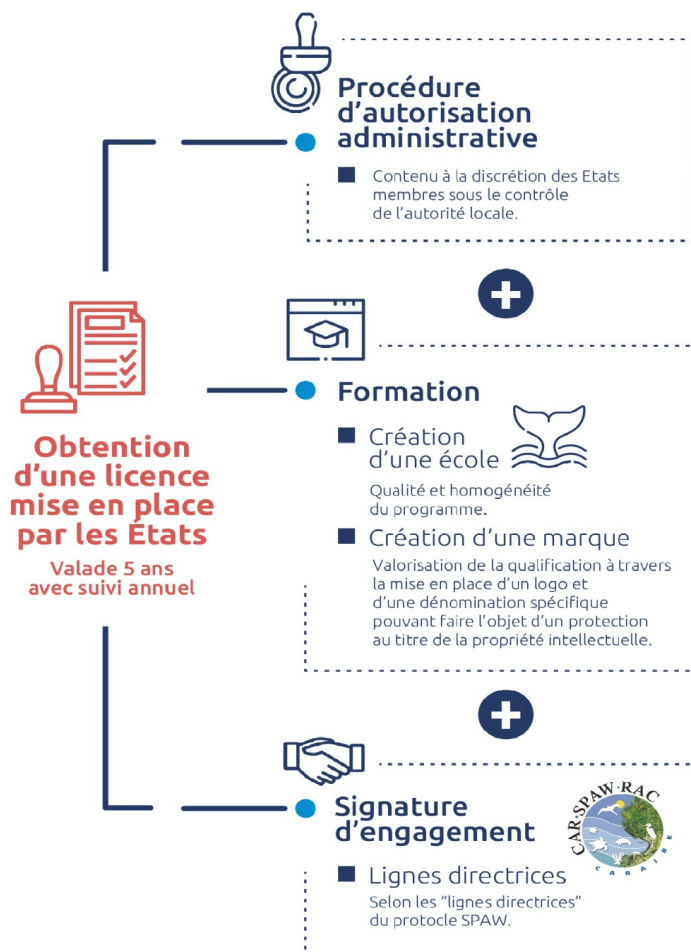 Procédure
d'autorisation
administrative
Contenu à la discrétion des Etats
membres sous le contrôle
de l'autorité locale.
Obtention
d'une licence
mise en place
par les États
Valade 5 ans
avec suivi annuel
Formation
Création
d'une école
Qualité et homogénéité
du programme.
Création d'une marque
Valorisation de la qualification à travers
la mise en place d'un logo et
d'une dénomination spécifique
pouvant faire l'objet d'un protection
au titre de la propriété intellectuelle.
Signature
d'engagement
CAR·SPAW·RAC
CARAIBE
Lignes directrices
Selon les "lignes directrices"
du protocle SPAW.